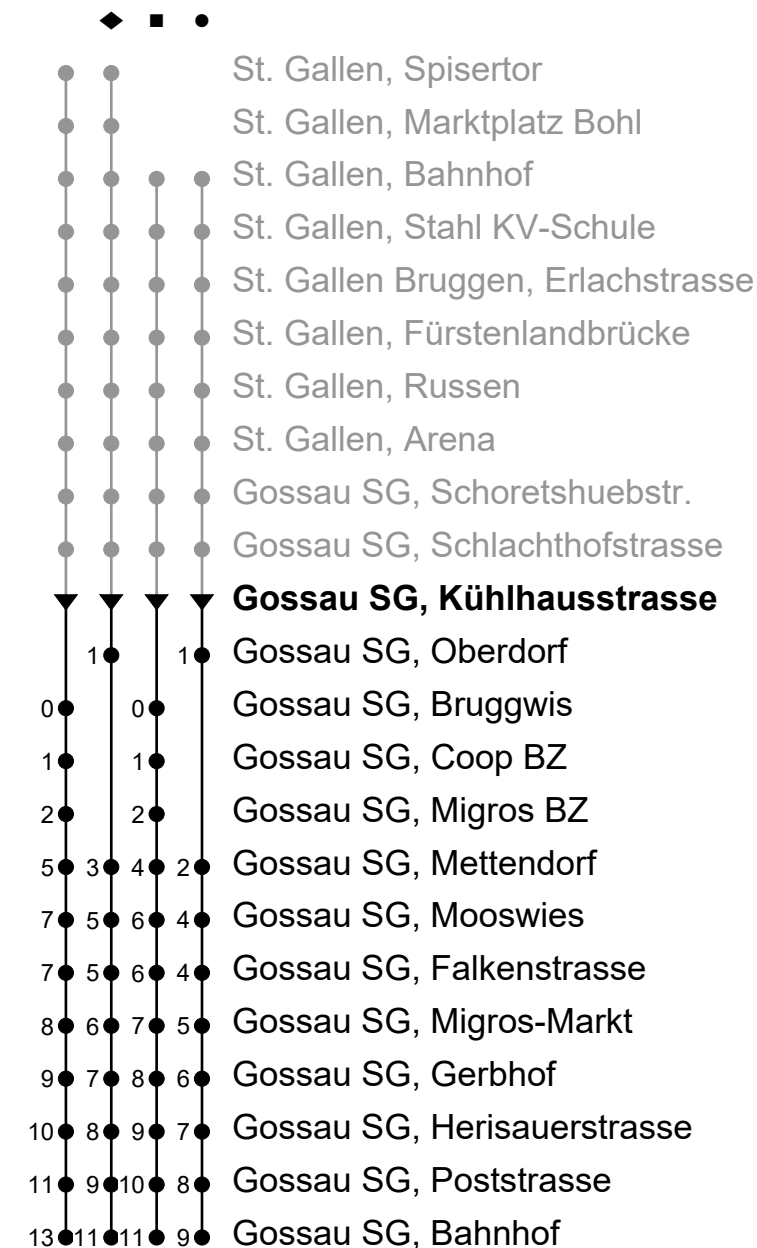 St. Gallen, Spisertor
St. Gallen, Marktplatz Bohl
St. Gallen, Bahnhof
St. Gallen, Stahl KV-Schule
St. Gallen Bruggen, Erlachstrasse
St. Gallen, Fürstenlandbrücke
St. Gallen, Russen
St. Gallen, Arena
Gossau SG, Schoretshuebstr.
Gossau SG, Schlachthofstrasse
Gossau SG, Kühlhausstrasse
1 1 Gossau SG, Oberdorf
0 0 Gossau SG, Bruggwis
1 1 Gossau SG, Coop BZ
2 2 Gossau SG, Migros BZ
5 3 4 2 Gossau SG, Mettendorf
7 5 6 4 Gossau SG, Mooswies
7 5 6 4 Gossau SG, Falkenstrasse
8 6 7 5 Gossau SG, Migros-Markt
9 7 8 6 Gossau SG, Gerbhof
10 8 9 7 Gossau SG, Herisauerstrasse
11 9 10 8 Gossau SG, Poststrasse
13 11 11 9 Gossau SG, Bahnhof